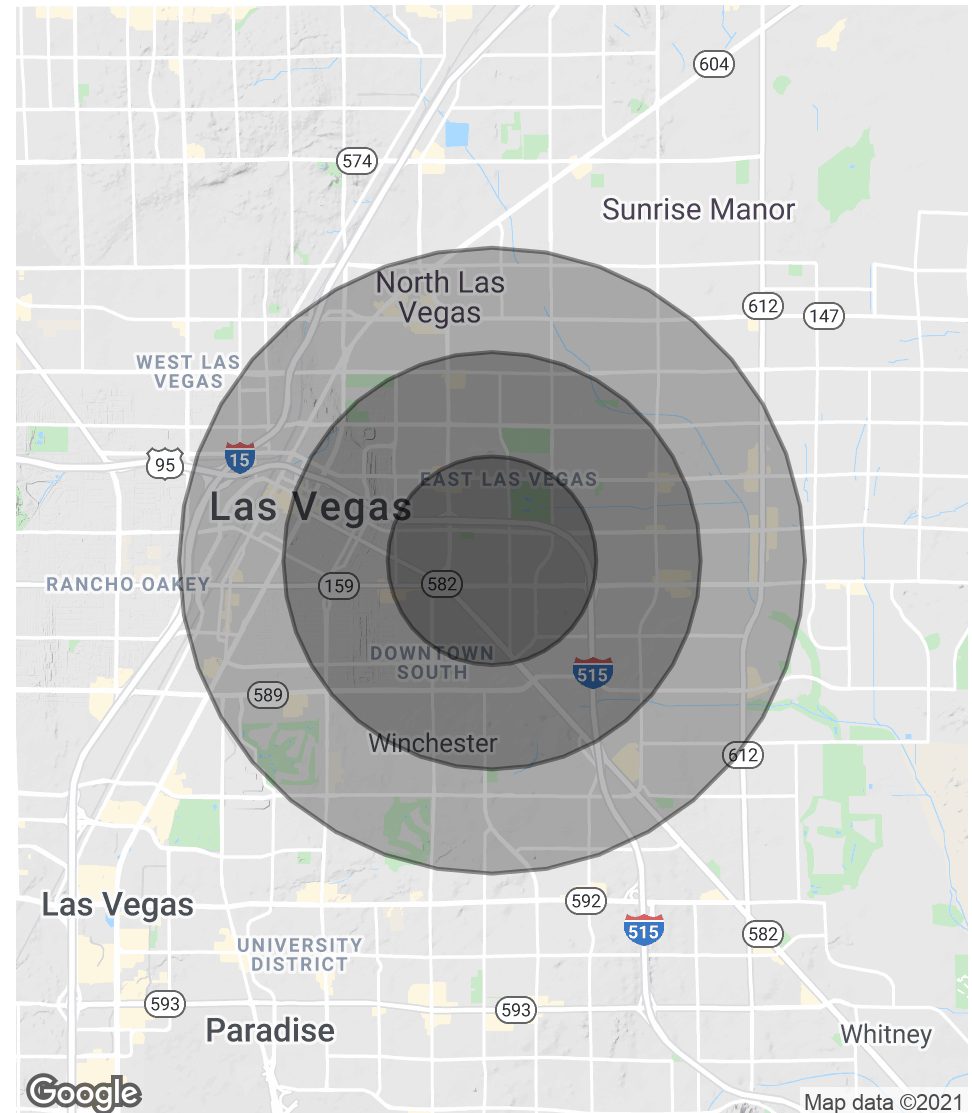 604
574
Sunrise Manor
North Las
Vegas
612
147
WEST LAS
VEGAS
15
95
EAST LAS VEGAS
Las Vegas
RANCHO OAKEY
159
582
DOWNTOWN
SOUTH
515
589
Winchester
612
Las Vegas
592
515
582
UNIVERSITY
DISTRICT
593
593
Paradise
Whitney
Google
Map data ©2021